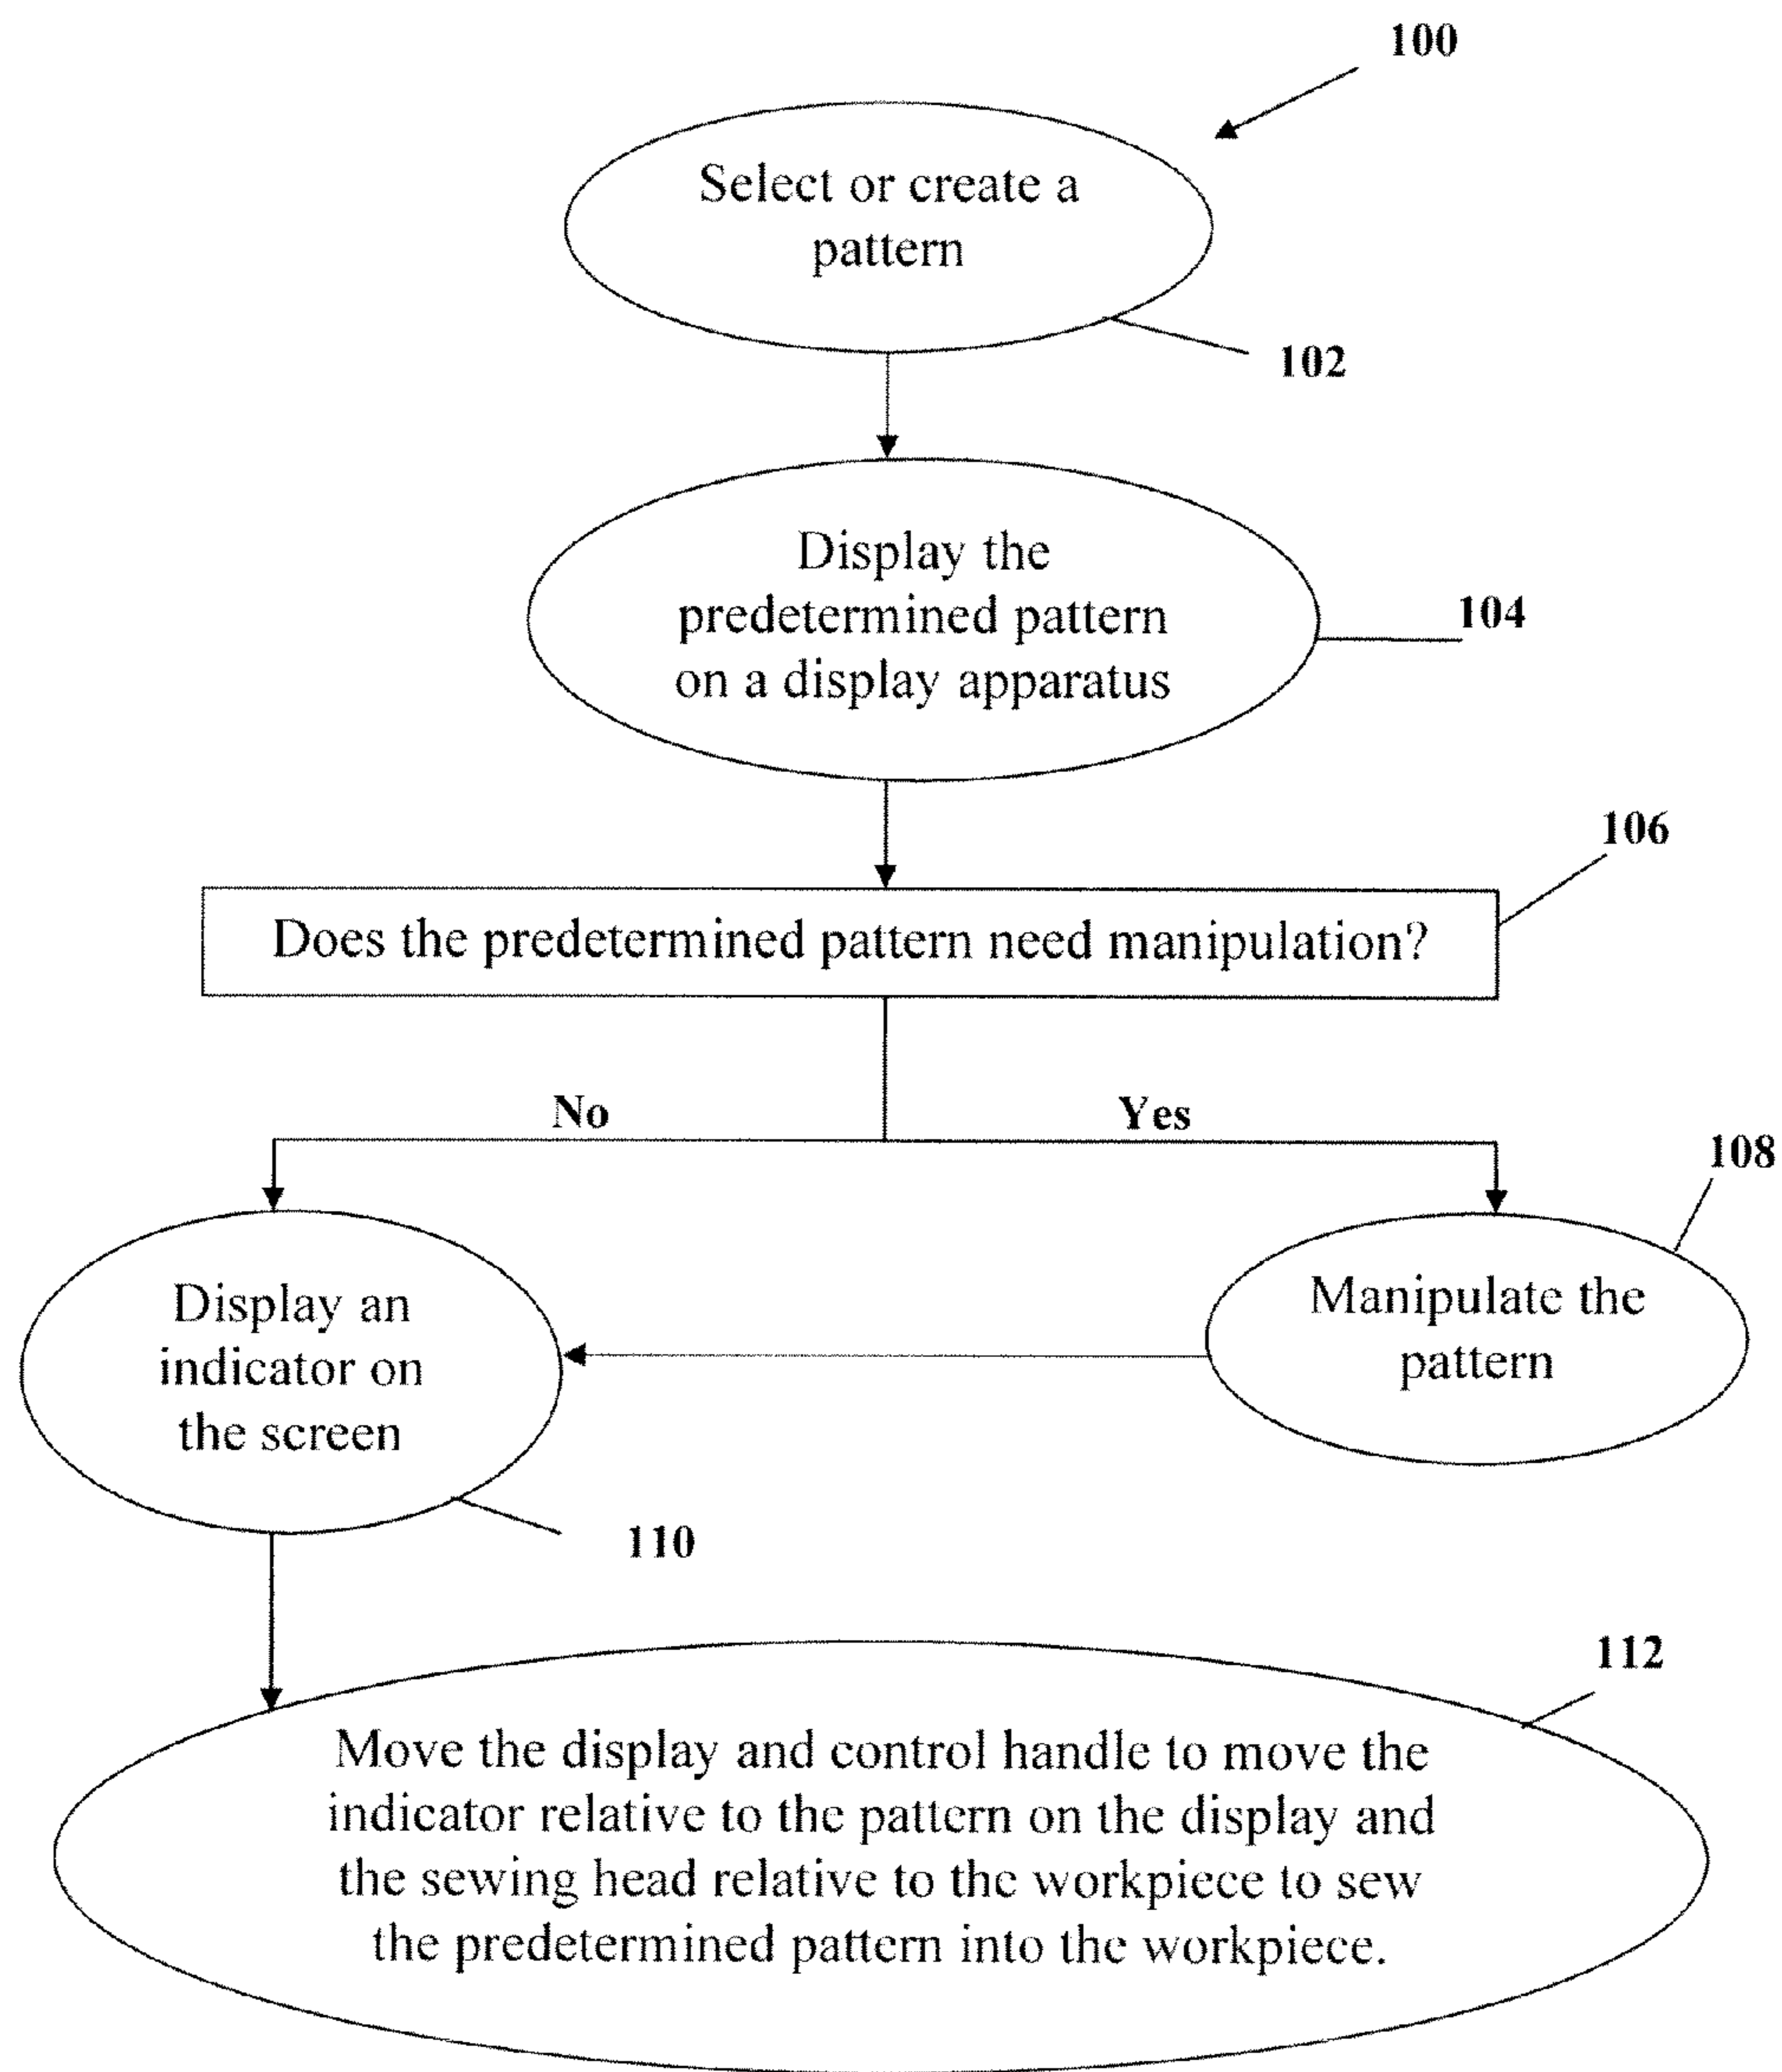 100
Select or create a
pattern
102
Display the
predetermined pattern
on a display apparatus
104
106
Does the predetermined pattern need manipulation?
No
Yes
108
Display an
indicator on
the screen
Manipulate the
pattern
110
112
Move the display and control handle to move the
indicator relative to the pattern on the display and
the sewing head relative to the workpiece to sew
the predetermined pattern into the workpiece.